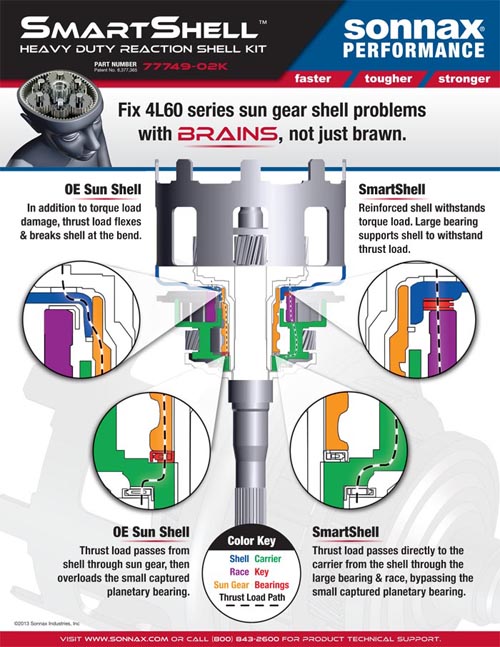 SMARTSHELL™
HEAVY DUTY REACTION SHELL KIT
PART NUMBER 77749-02K
Patent No. 8,377,385
sonnax®
PERFORMANCE
faster / tougher / stronger
Fix 4L60 series sun gear shell problems
with BRAINS, not just brawn.
OE Sun Shell
In addition to torque load
damage, thrust load flexes
& breaks shell at the bend.
SmartShell
Reinforced shell withstands
torque load. Large bearing
supports shell to withstand
thrust load.
OE Sun Shell
Thrust load passes from
shell through sun gear, then
overloads the small captured
planetary bearing.
Color Key
Shell Carrier
Race Key
Sun Gear Bearings
Thrust Load Path
SmartShell
Thrust load passes directly to the
carrier from the shell through the
large bearing & race, bypassing the
small captured planetary bearing.
©2013 Sonnax Industries, Inc
VISIT WWW.SONNAX.COM OR CALL (800) 843-2600 FOR PRODUCT TECHNICAL SUPPORT.